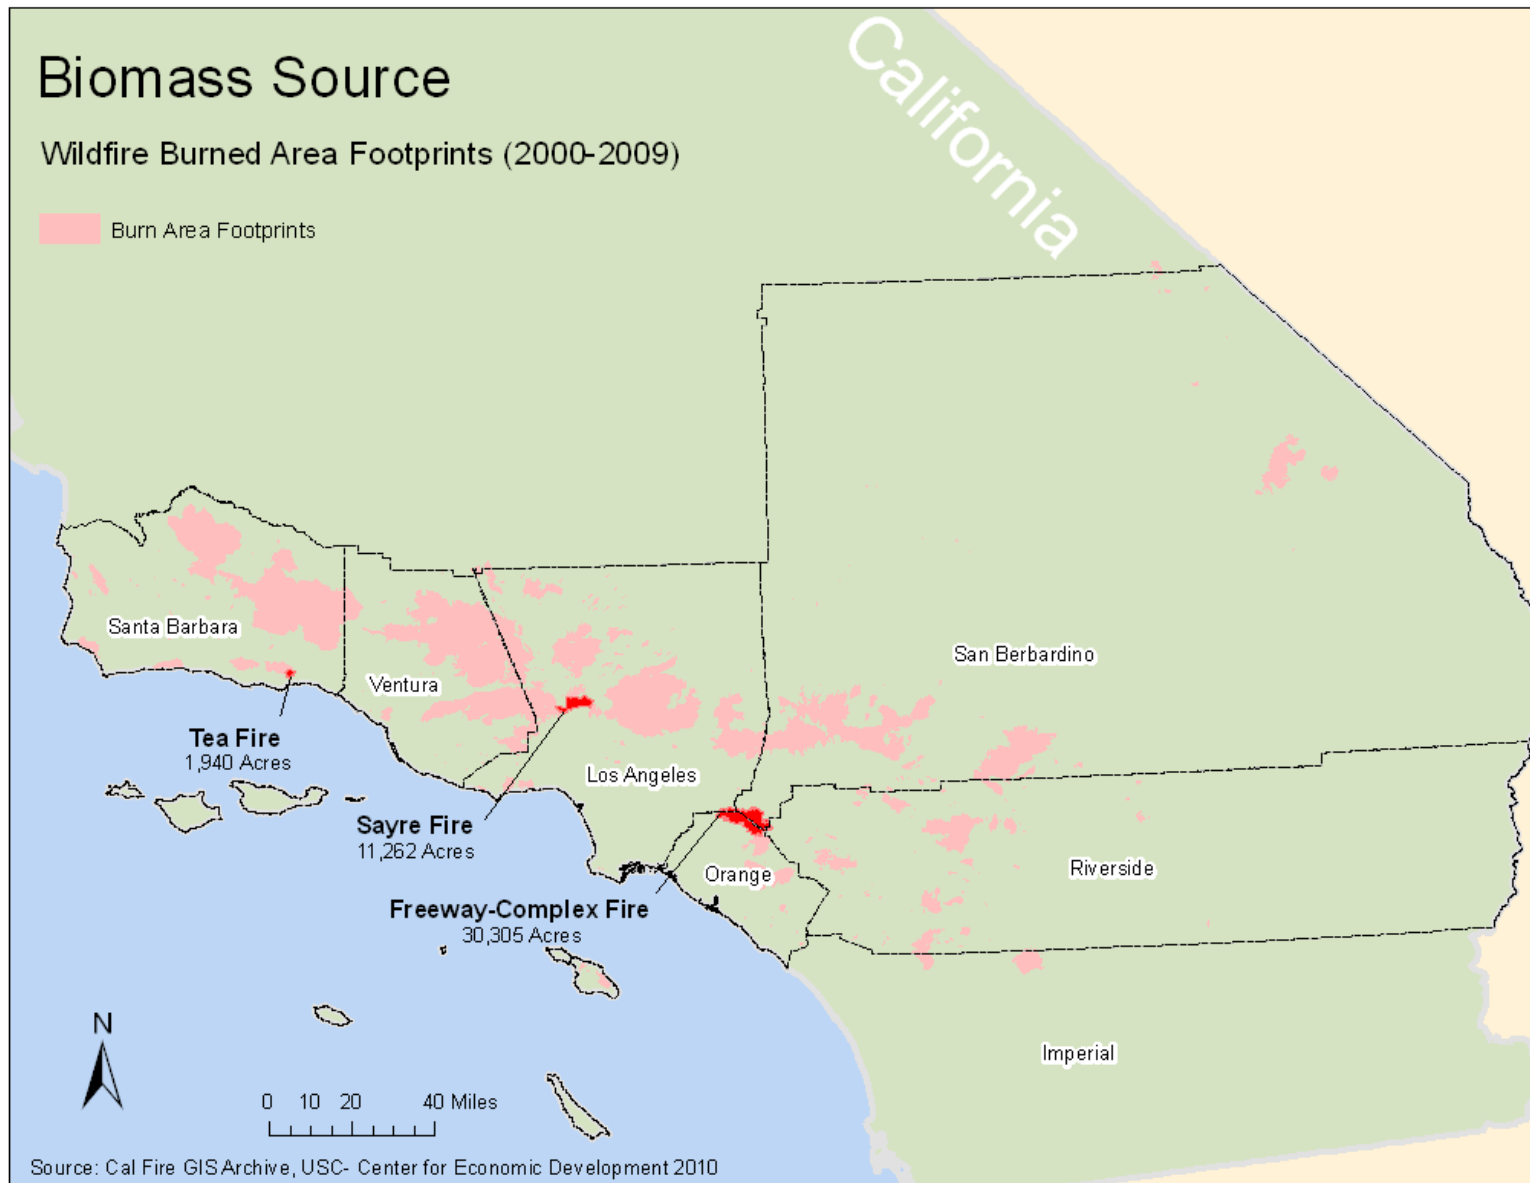 Biomass Source
Wildfire Burned Area Footprints (2000-2009)
Burn Area Footprints
California
Santa Barbara
Ventura
San Berbardino
Tea Fire
1,940 Acres
Los Angeles
Sayre Fire
11,262 Acres
Orange
Riverside
Freeway-Complex Fire
30,305 Acres
N
Imperial
0 10 20 40 Miles
Source: Cal Fire GIS Archive, USC- Center for Economic Development 2010